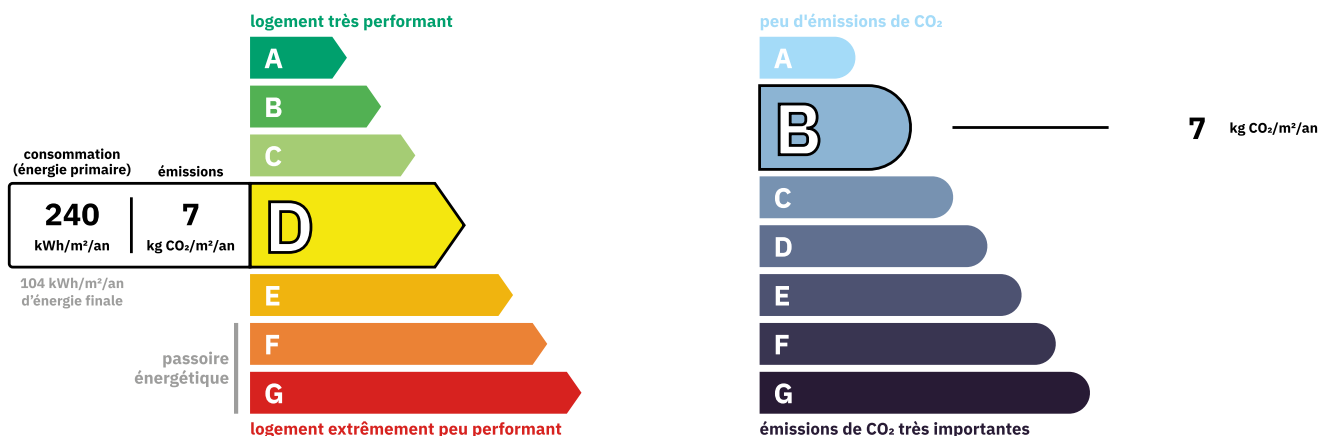 logement très performant
A
B
C
consommation
(énergie primaire)
émissions
240
kWh/m²/an
7
kg CO₂/m²/an
D
104 kWh/m²/an
d'énergie finale
E
passoire
énergétique
F
G
logement extrêmement peu performant
peu d'émissions de CO₂
A
B
7 kg CO₂/m²/an
C
D
E
F
G
émissions de CO₂ très importantes